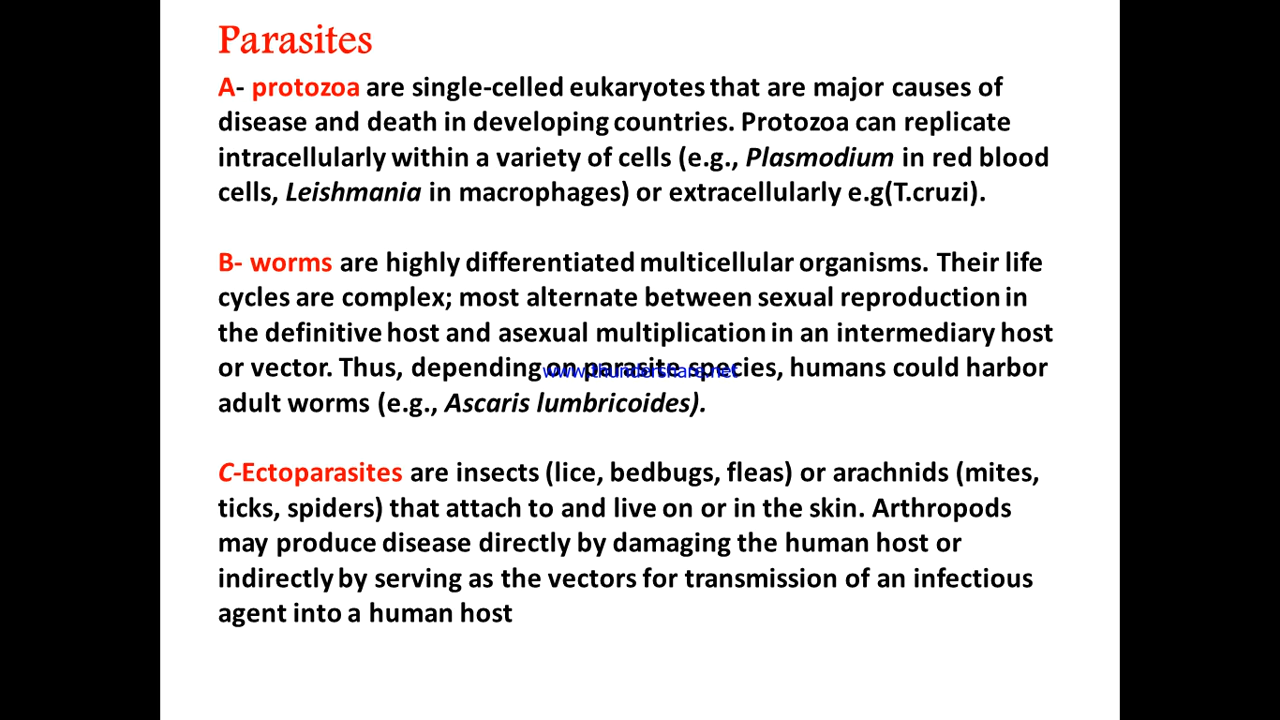 Parasites
A- protozoa are single-celled eukaryotes that are major causes of
disease and death in developing countries. Protozoa can replicate
intracellularly within a variety of cells (e.g., Plasmodium in red blood
cells, Leishmania in macrophages) or extracellularly e.g(T.cruzi).
B- worms are highly differentiated multicellular organisms. Their life
cycles are complex; most alternate between sexual reproduction in
the definitive host and asexual multiplication in an intermediary host
or vector. Thus, depending on parasite species, humans could harbor
www.thundershare.net
adult worms (e.g., Ascaris lumbricoides).
C-Ectoparasites are insects (lice, bedbugs, fleas) or arachnids (mites,
ticks, spiders) that attach to and live on or in the skin. Arthropods
may produce disease directly by damaging the human host or
indirectly by serving as the vectors for transmission of an infectious
agent into a human host